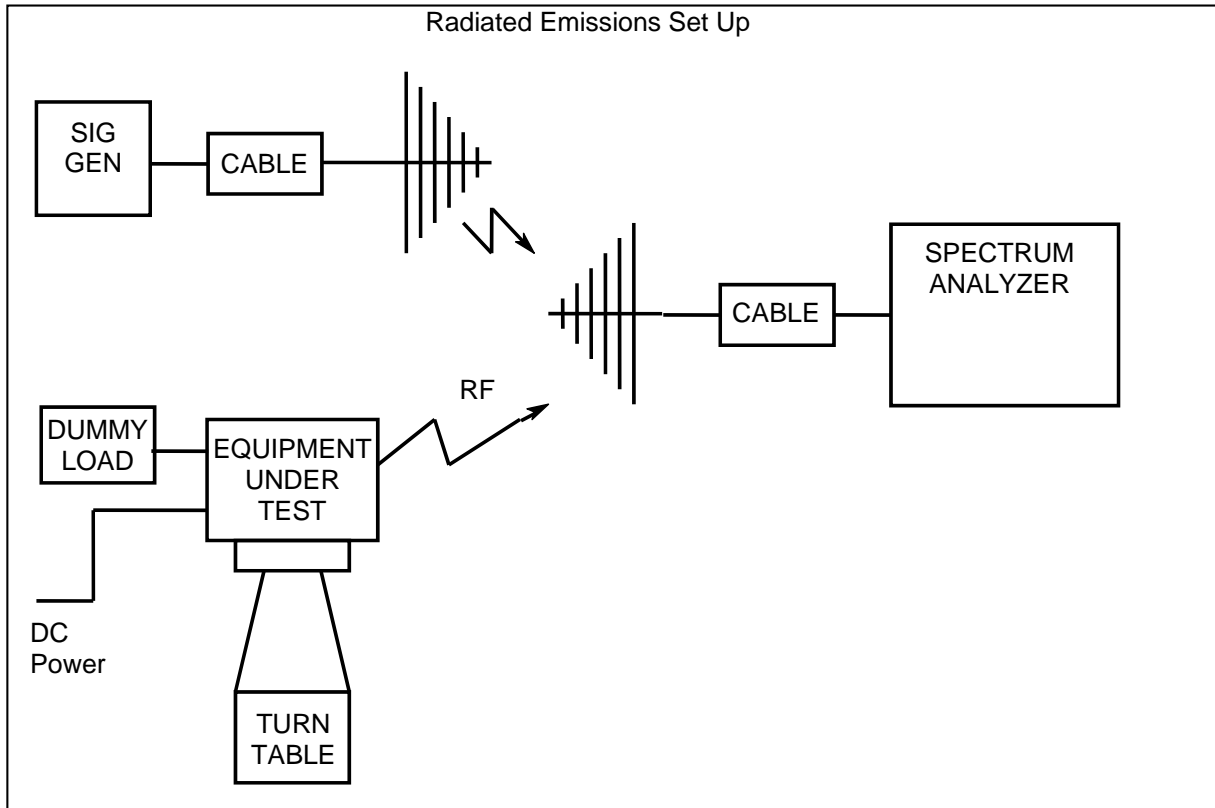 Radiated Emissions Set Up
SIG
GEN
CABLE
SPECTRUM
ANALYZER
CABLE
RF
DUMMY
LOAD
EQUIPMENT
UNDER
TEST
DC
Power
TURN
TABLE